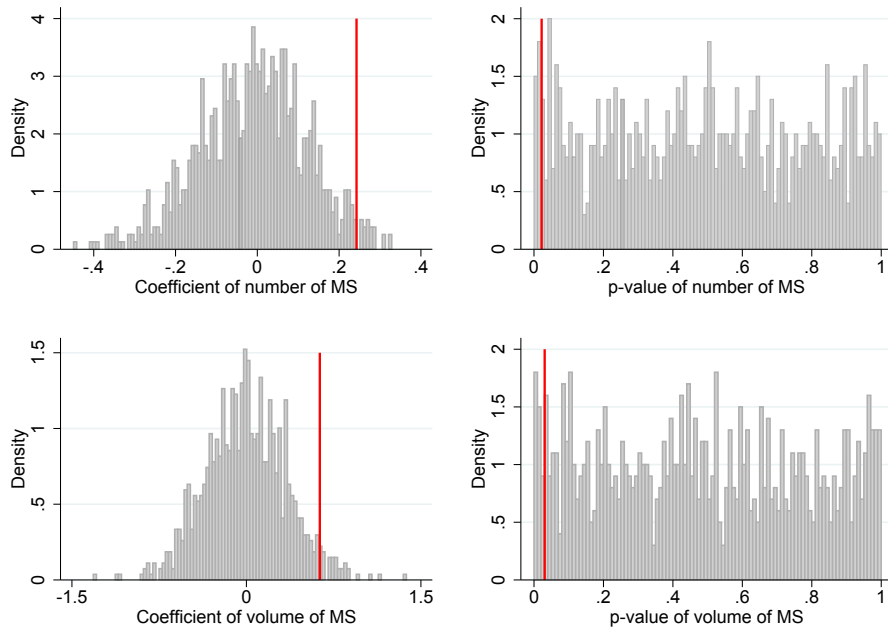 4
3
2
1
0
Density
-.4 -.2 0 .2 .4
Coefficient of number of MS
2
1.5
1
.5
0
Density
0 .2 .4 .6 .8 1
p-value of number of MS
1.5
1
.5
0
Density
-1.5 0 1.5
Coefficient of volume of MS
2
1.5
1
.5
0
Density
0 .2 .4 .6 .8 1
p-value of volume of MS